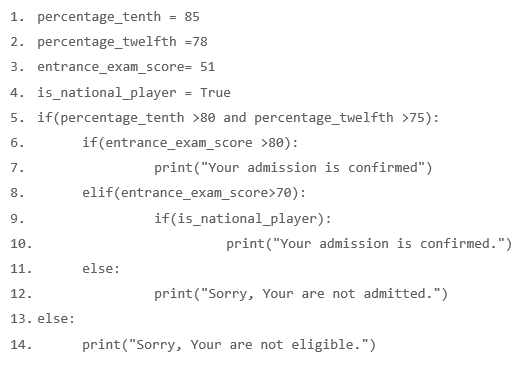 1. percentage_tenth = 85
2. percentage_twelfth =78
3. entrance_exam_score= 51
4. is_national_player = True
5. if(percentage_tenth >80 and percentage_twelfth >75):
6. if(entrance_exam_score >80):
7. print("Your admission is confirmed")
8. elif(entrance_exam_score>70):
9. if(is_national_player):
10. print("Your admission is confirmed.")
11. else:
12. print("Sorry, Your are not admitted.")
13. else:
14. print("Sorry, Your are not eligible.")